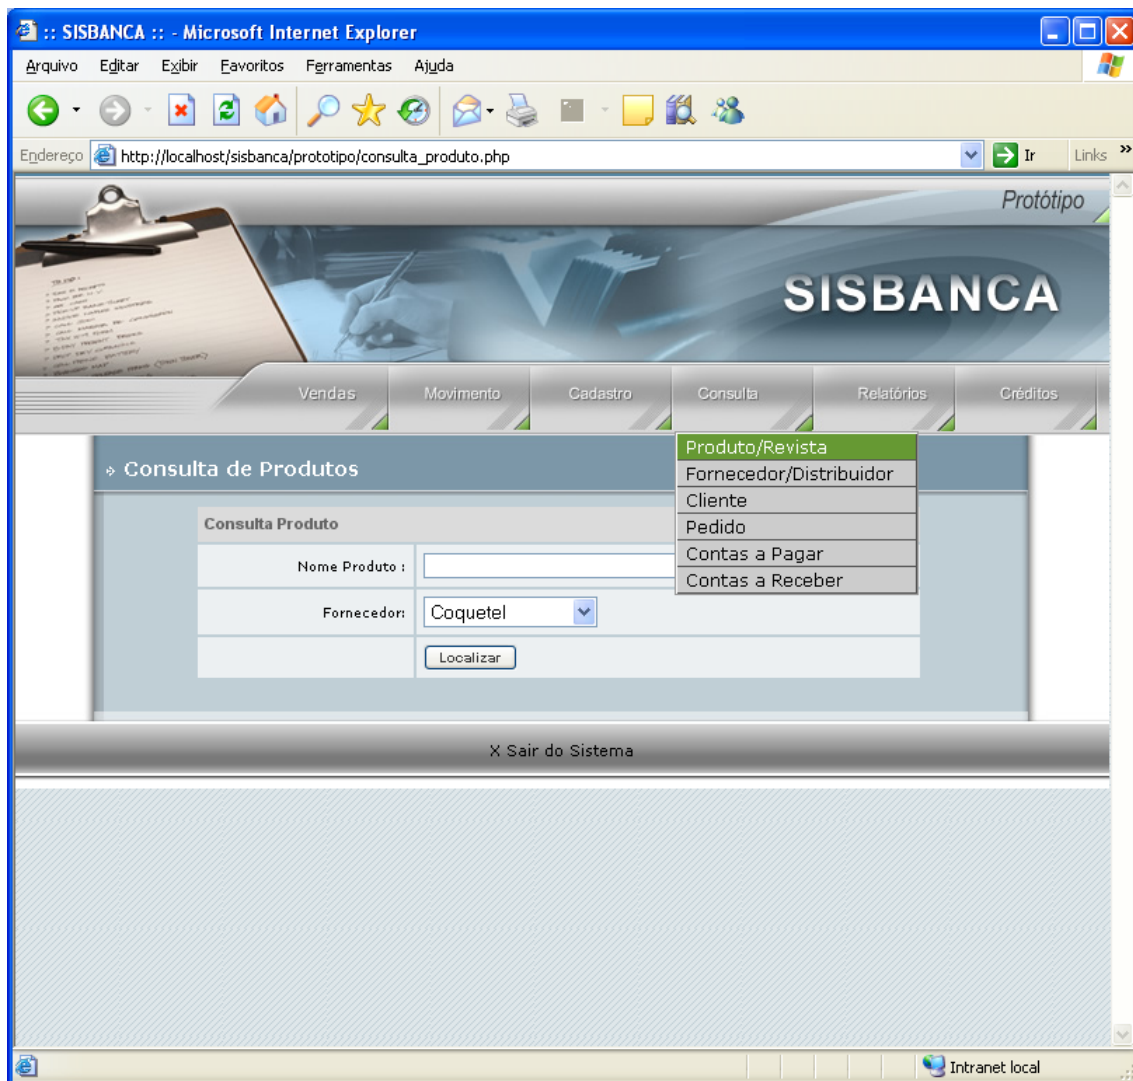 :: SISBANCA :: - Microsoft Internet Explorer
Arquivo Editar Exibir Favoritos Ferramentas Ajuda
Endereço http://localhost/sisbanca/prototipo/consulta_produto.php Ir Links »
Protótipo
SISBANCA
Vendas Movimento Cadastro Consulta Relatórios Créditos
Produto/Revista
» Consulta de Produtos
Fornecedor/Distribuidor
Cliente
Consulta Produto
Pedido
Contas a Pagar
Nome Produto :
Contas a Receber
Fornecedor: Coquetel
Localizar
X Sair do Sistema
Intranet local